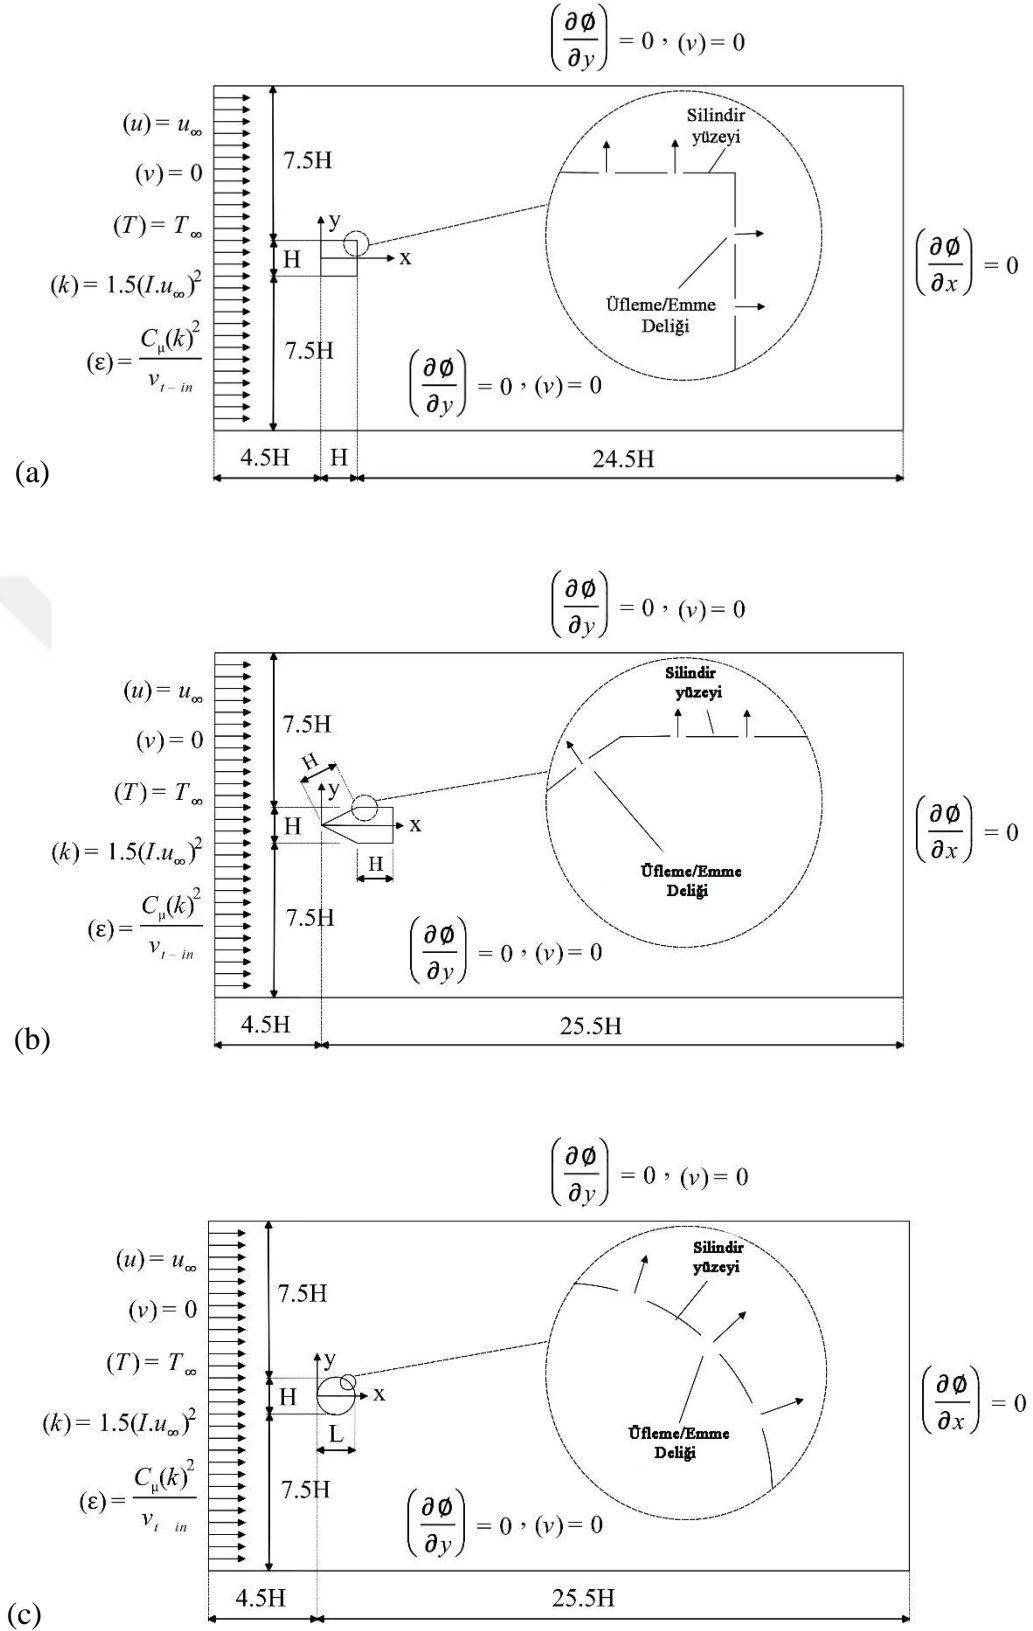 (∂Ø/∂y) = 0 , (v) = 0
(u) = u∞
(v) = 0
(T) = T∞
(k) = 1.5(I.u∞)²
(ε) = Cμ(k)² / νt-in
7.5H
H
7.5H
y
x
Silindir
yüzeyi
Üfleme/Emme
Deliği
(∂Ø/∂x) = 0
(∂Ø/∂y) = 0 , (v) = 0
4.5H H 24.5H
(a)
(∂Ø/∂y) = 0 , (v) = 0
(u) = u∞
(v) = 0
(T) = T∞
(k) = 1.5(I.u∞)²
(ε) = Cμ(k)² / νt-in
7.5H
H
H
7.5H
y
x
H
Silindir
yüzeyi
Üfleme/Emme
Deliği
(∂Ø/∂x) = 0
(∂Ø/∂y) = 0 , (v) = 0
4.5H 25.5H
(b)
(∂Ø/∂y) = 0 , (v) = 0
(u) = u∞
(v) = 0
(T) = T∞
(k) = 1.5(I.u∞)²
(ε) = Cμ(k)² / νt in
7.5H
H
7.5H
y
x
L
Silindir
yüzeyi
Üfleme/Emme
Deliği
(∂Ø/∂x) = 0
(∂Ø/∂y) = 0 , (v) = 0
4.5H 25.5H
(c)